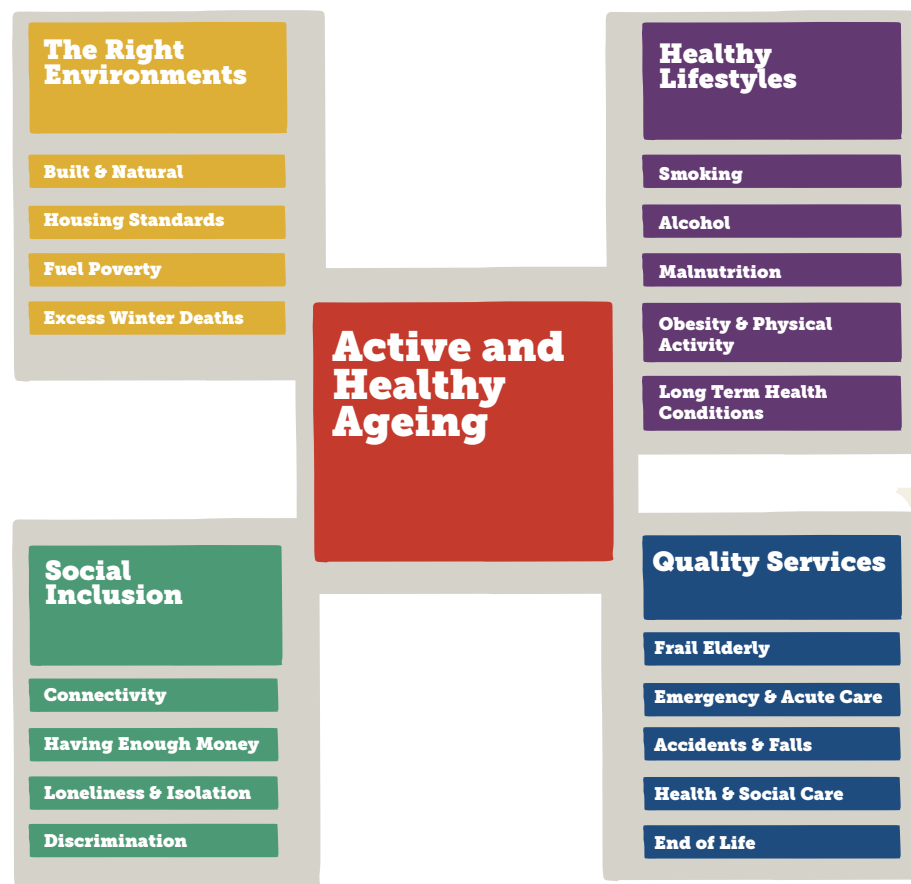 The Right
Environments
Built & Natural
Housing Standards
Fuel Poverty
Excess Winter Deaths
Healthy
Lifestyles
Smoking
Alcohol
Malnutrition
Obesity & Physical
Activity
Long Term Health
Conditions
Active and
Healthy
Ageing
Social
Inclusion
Connectivity
Having Enough Money
Loneliness & Isolation
Discrimination
Quality Services
Frail Elderly
Emergency & Acute Care
Accidents & Falls
Health & Social Care
End of Life